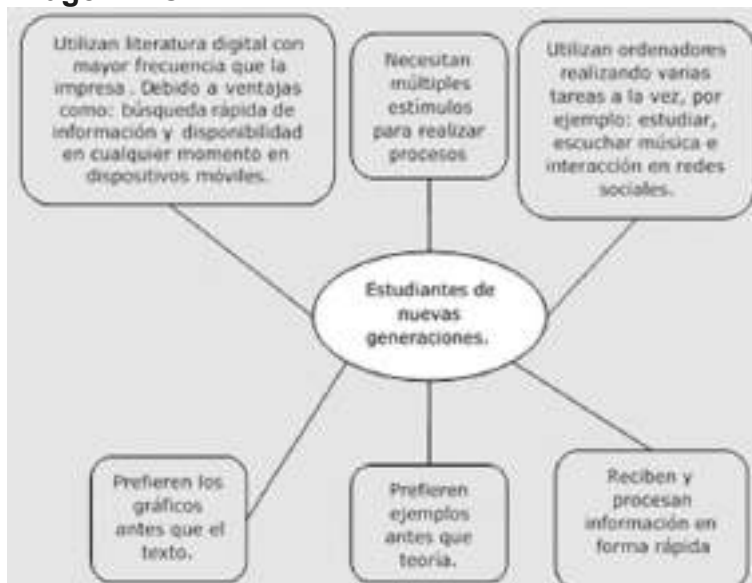 Utilizan literatura digital con
mayor frecuencia que la
impresa . Debido a ventajas
como: búsqueda rápida de
información y disponibilidad
en cualquier momento en
dispositivos móviles.
Necesitan
múltiples
estímulos
para realizar
procesos
Utilizan ordenadores
realizando varias
tareas a la vez, por
ejemplo: estudiar,
escuchar música e
interacción en redes
sociales.
Estudiantes de
nuevas
generaciones.
Prefieren los
gráficos
antes que el
texto.
Prefieren
ejemplos
antes que
teoría.
Reciben y
procesan
información en
forma rápida